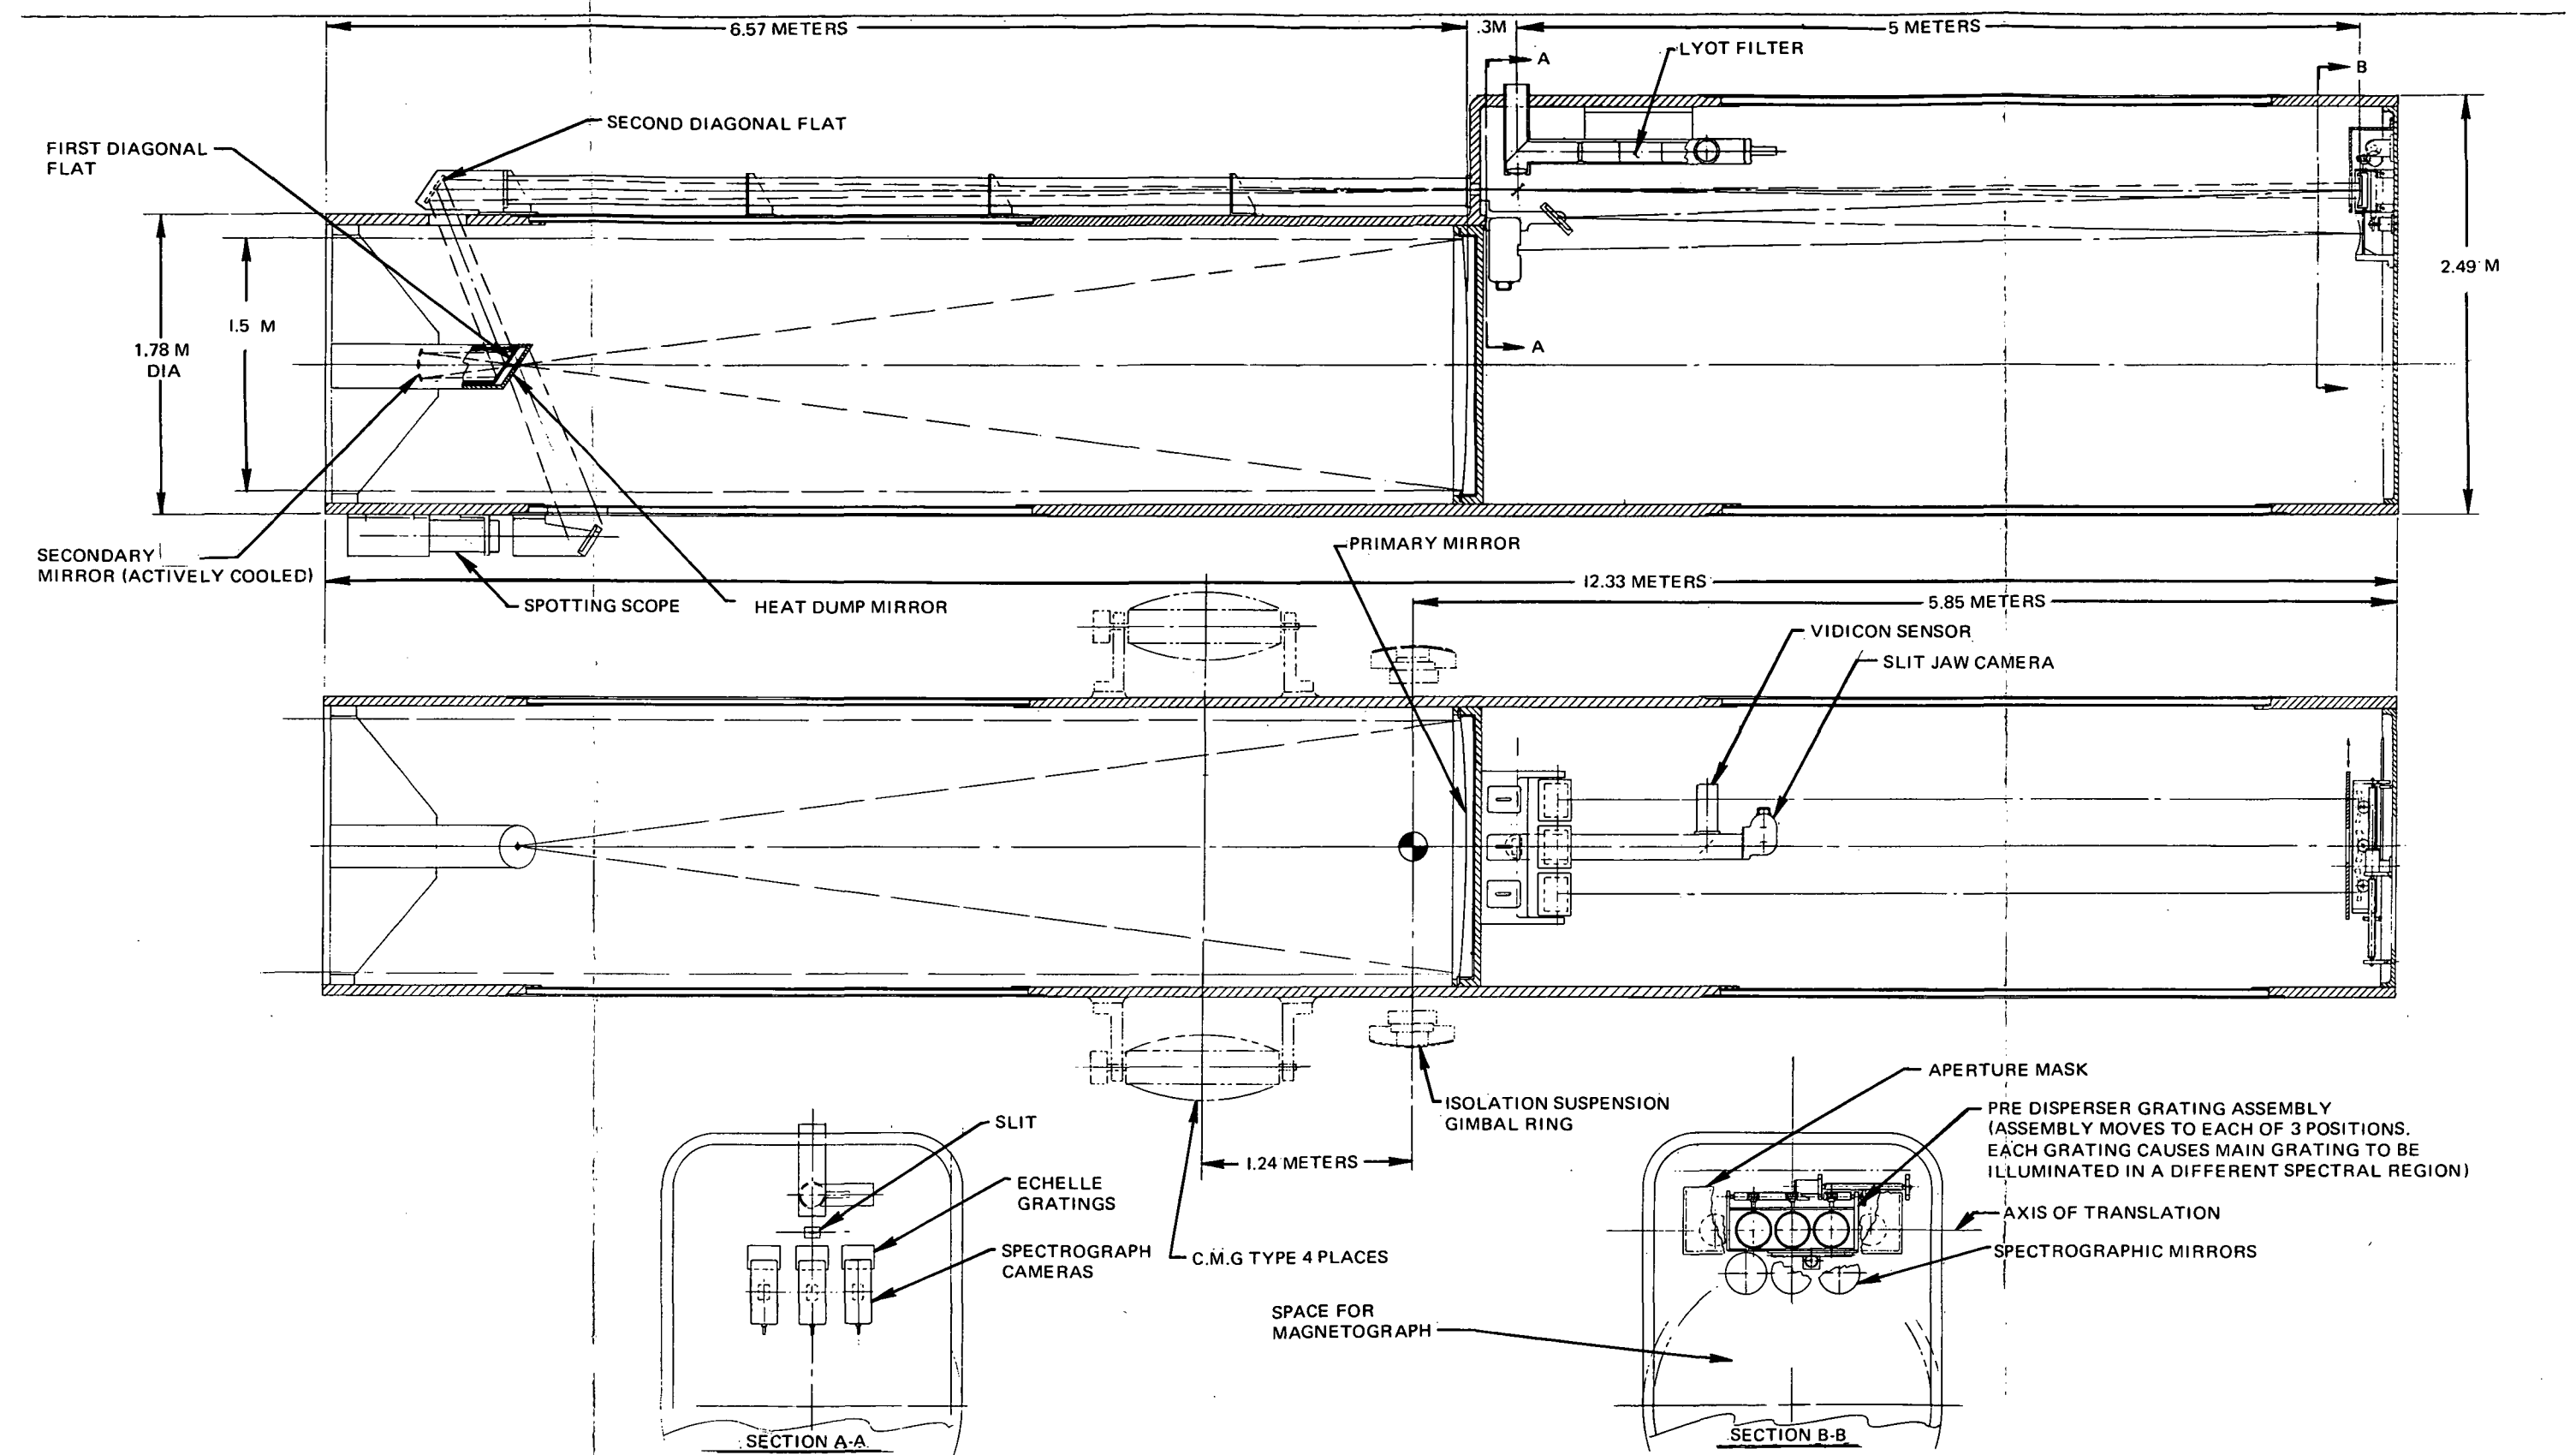 6.57 METERS
.3M
5 METERS
A
LYOT FILTER
B
SECOND DIAGONAL FLAT
FIRST DIAGONAL
FLAT
1.5 M
1.78 M
DIA
2.49 M
A
SECONDARY
MIRROR (ACTIVELY COOLED)
SPOTTING SCOPE
HEAT DUMP MIRROR
PRIMARY MIRROR
12.33 METERS
5.85 METERS
VIDICON SENSOR
SLIT JAW CAMERA
ISOLATION SUSPENSION
GIMBAL RING
1.24 METERS
C.M.G TYPE 4 PLACES
SLIT
ECHELLE
GRATINGS
SPECTROGRAPH
CAMERAS
SECTION A-A
APERTURE MASK
PRE DISPERSER GRATING ASSEMBLY
(ASSEMBLY MOVES TO EACH OF 3 POSITIONS.
EACH GRATING CAUSES MAIN GRATING TO BE
ILLUMINATED IN A DIFFERENT SPECTRAL REGION)
AXIS OF TRANSLATION
SPECTROGRAPHIC MIRRORS
SPACE FOR
MAGNETOGRAPH
SECTION B-B